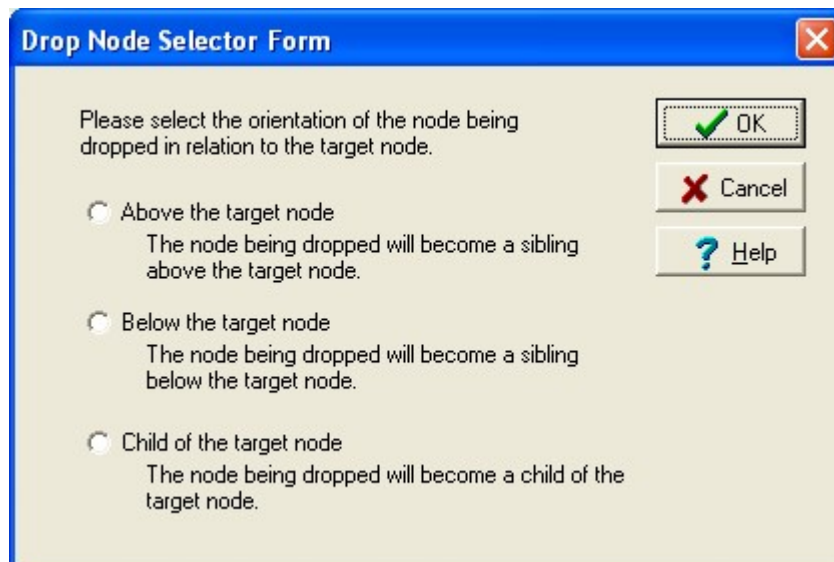 Drop Node Selector Form
Please select the orientation of the node being
dropped in relation to the target node.
OK
Cancel
Help
Above the target node
The node being dropped will become a sibling
above the target node.
Below the target node
The node being dropped will become a sibling
below the target node.
Child of the target node
The node being dropped will become a child of the
target node.